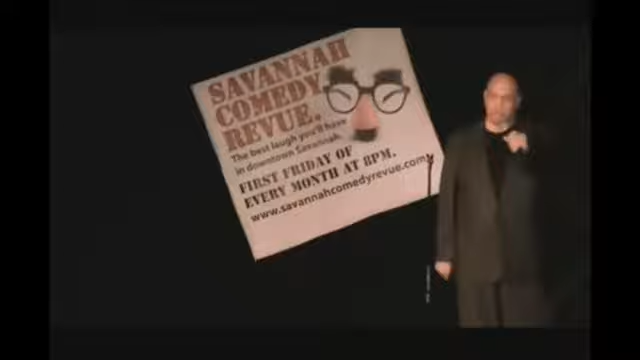 SAVANNAH
COMEDY
REVUE.
The best laugh you'll have
in downtown Savannah.
FIRST FRIDAY OF
EVERY MONTH AT 8PM.
www.savannahcomedyrevue.com